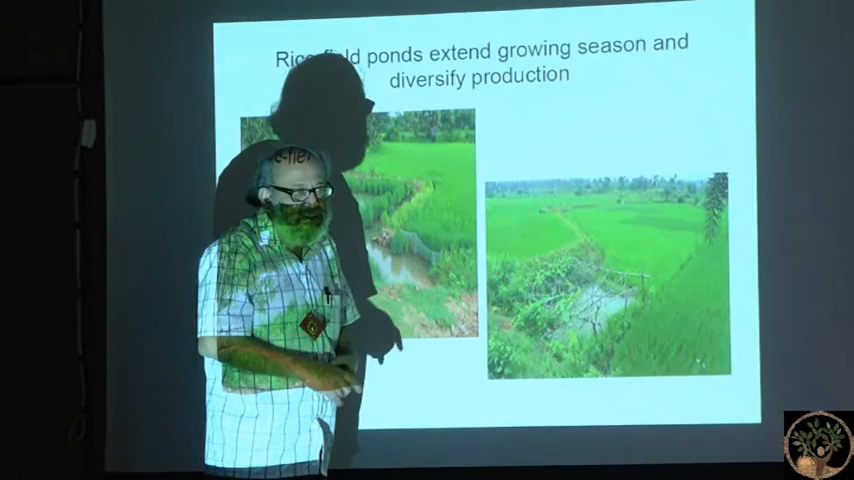 Rice-field ponds extend growing season and
diversify production